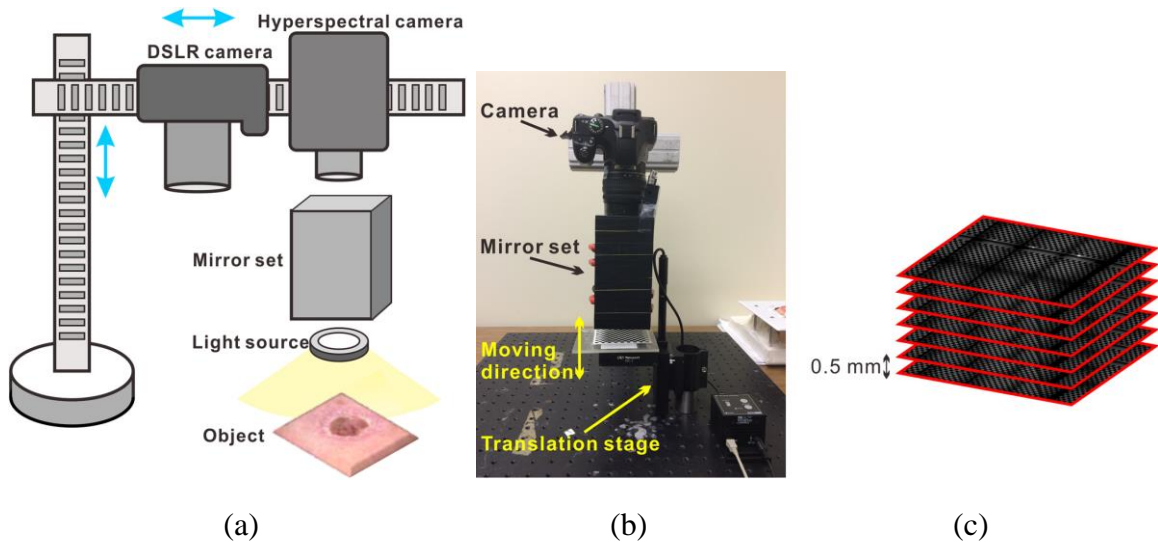 Hyperspectral camera
DSLR camera
Mirror set
Light source
Object
Camera
Mirror set
Moving
direction
Translation stage
0.5 mm
(a)
(b)
(c)